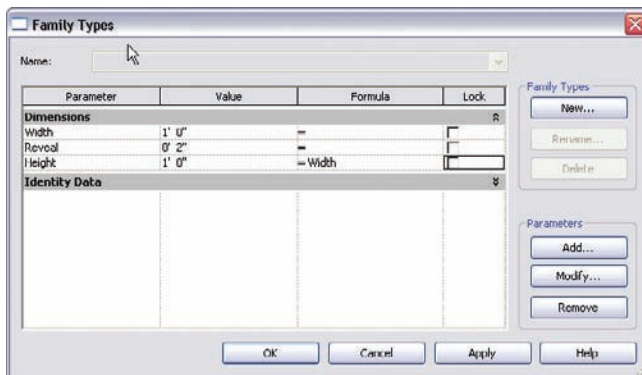 Family Types
Name:
Parameter Value Formula Lock
Dimensions
Width 1' 0" =
Reveal 0' 2" =
Height 1' 0" = Width
Identity Data
Family Types
New...
Rename...
Delete
Parameters
Add...
Modify...
Remove
OK Cancel Apply Help